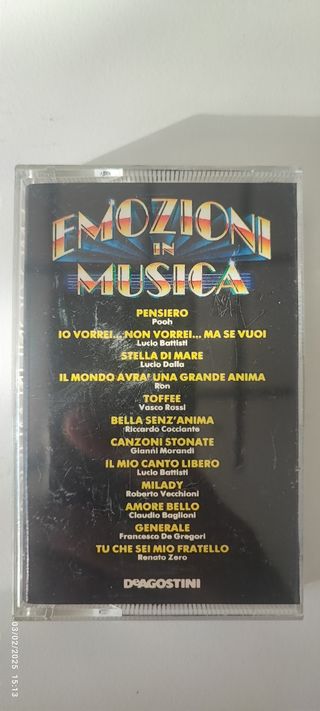 EMOZIONI
IN
MUSICA
PENSIERO
Pooh
IO VORREI... NON VORREI... MA SE VUOI
Lucio Battisti
STELLA DI MARE
Lucio Dalla
IL MONDO AVRA' UNA GRANDE ANIMA
Ron
TOFFEE
Vasco Rossi
BELLA SENZ'ANIMA
Riccardo Cocciante
CANZONI STONATE
Gianni Morandi
IL MIO CANTO LIBERO
Lucio Battisti
MILADY
Roberto Vecchioni
AMORE BELLO
Claudio Baglioni
GENERALE
Francesco De Gregori
TU CHE SEI MIO FRATELLO
Renato Zero
DeAGOSTINI
03/02/2025 15:13